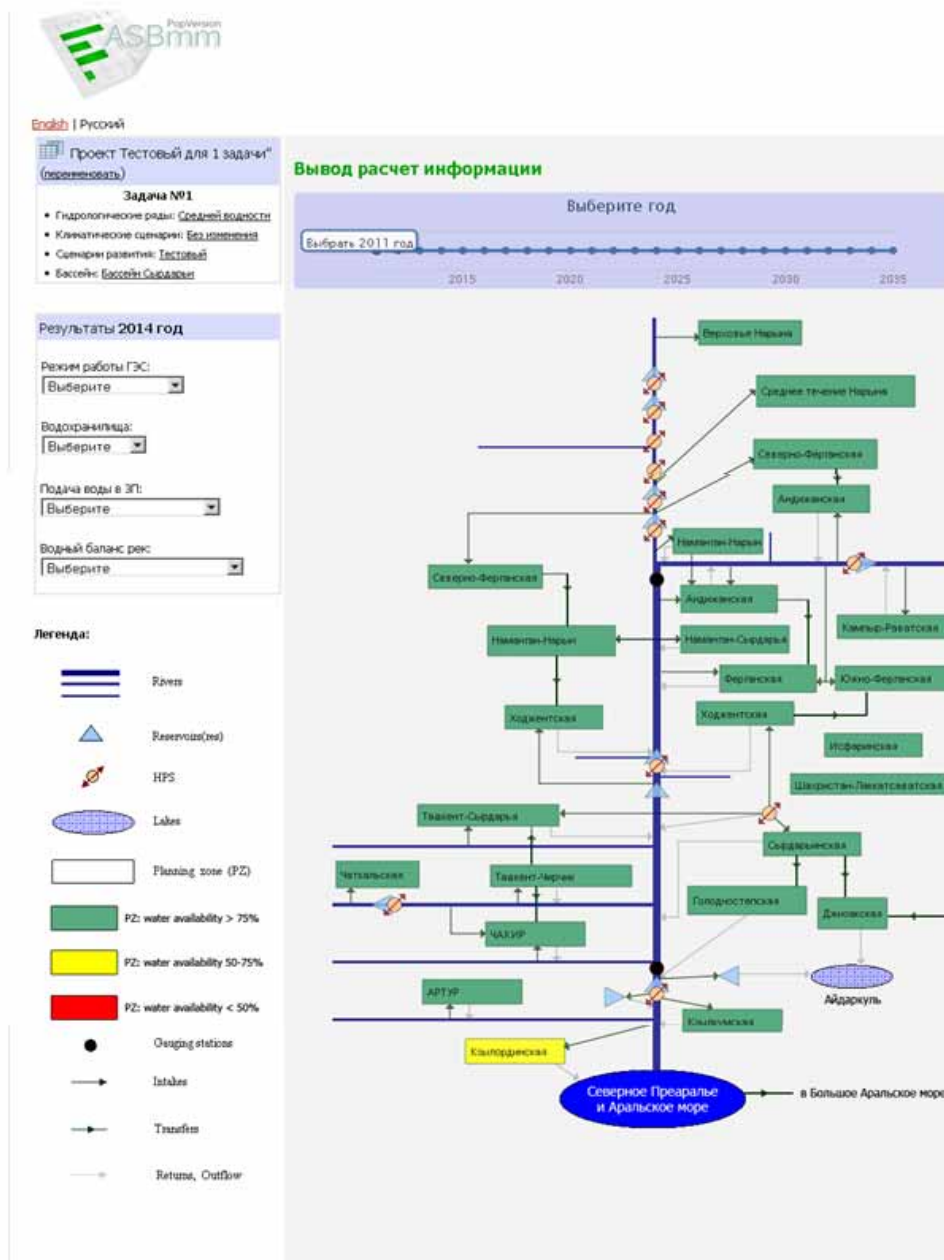 PopVersion
ASBmm
English | Русский
Проект Тестовый для 1 задачи"
(переименовать)
Задача №1
Гидрологические ряды: Средней водности
Климатические сценарии: Без изменения
Сценарии развития: Тестовый
Бассейн: Бассейн Сырдарьи
Результаты 2014 год
Режим работы ГЭС:
Выберите
Водохранилища:
Выберите
Подача воды в ЗП:
Выберите
Водный баланс рек:
Выберите
Легенда:
Rivers
Reservoirs(res)
HPS
Lakes
Planning zone (PZ)
PZ: water availability > 75%
PZ: water availability 50-75%
PZ: water availability < 50%
Gauging stations
Intakes
Transfers
Returns, Outflow
Вывод расчет информации
Выберите год
Выбрать 2011 год
2015 2020 2025 2030 2035
Верховье Нарына
Среднее течение Нарына
Северно-Ферганская
Андижанская
Наманган-Нарын
Северно-Ферганская
Андижанская
Кампыр-Раватская
Наманган-Нарын
Наманган-Сырдарья
Ферганская
Южно-Ферганская
Ходжентская
Ходжентская
Исфаринская
Ташкент-Сырдарья
Сырдарьинская
Чаткальская
Ташкент-Чирчик
Голодностепская
Джизакская
ЧАКИР
АРТУР
Айдаркуль
Кзылкумская
Кзылординская
Северное Преаралье
и Аральское море
в Большое Аральское море